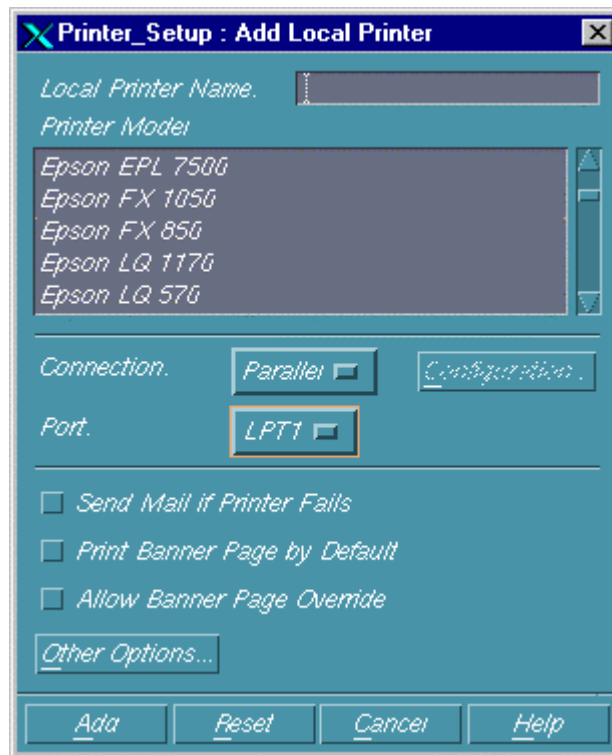 Printer_Setup : Add Local Printer
Local Printer Name:
Printer Model
Epson EPL 7500
Epson FX 1050
Epson FX 850
Epson LQ 1170
Epson LQ 570
Connection: Parallel Configuration...
Port: LPT1
Send Mail if Printer Fails
Print Banner Page by Default
Allow Banner Page Override
Other Options...
Add Reset Cancel Help